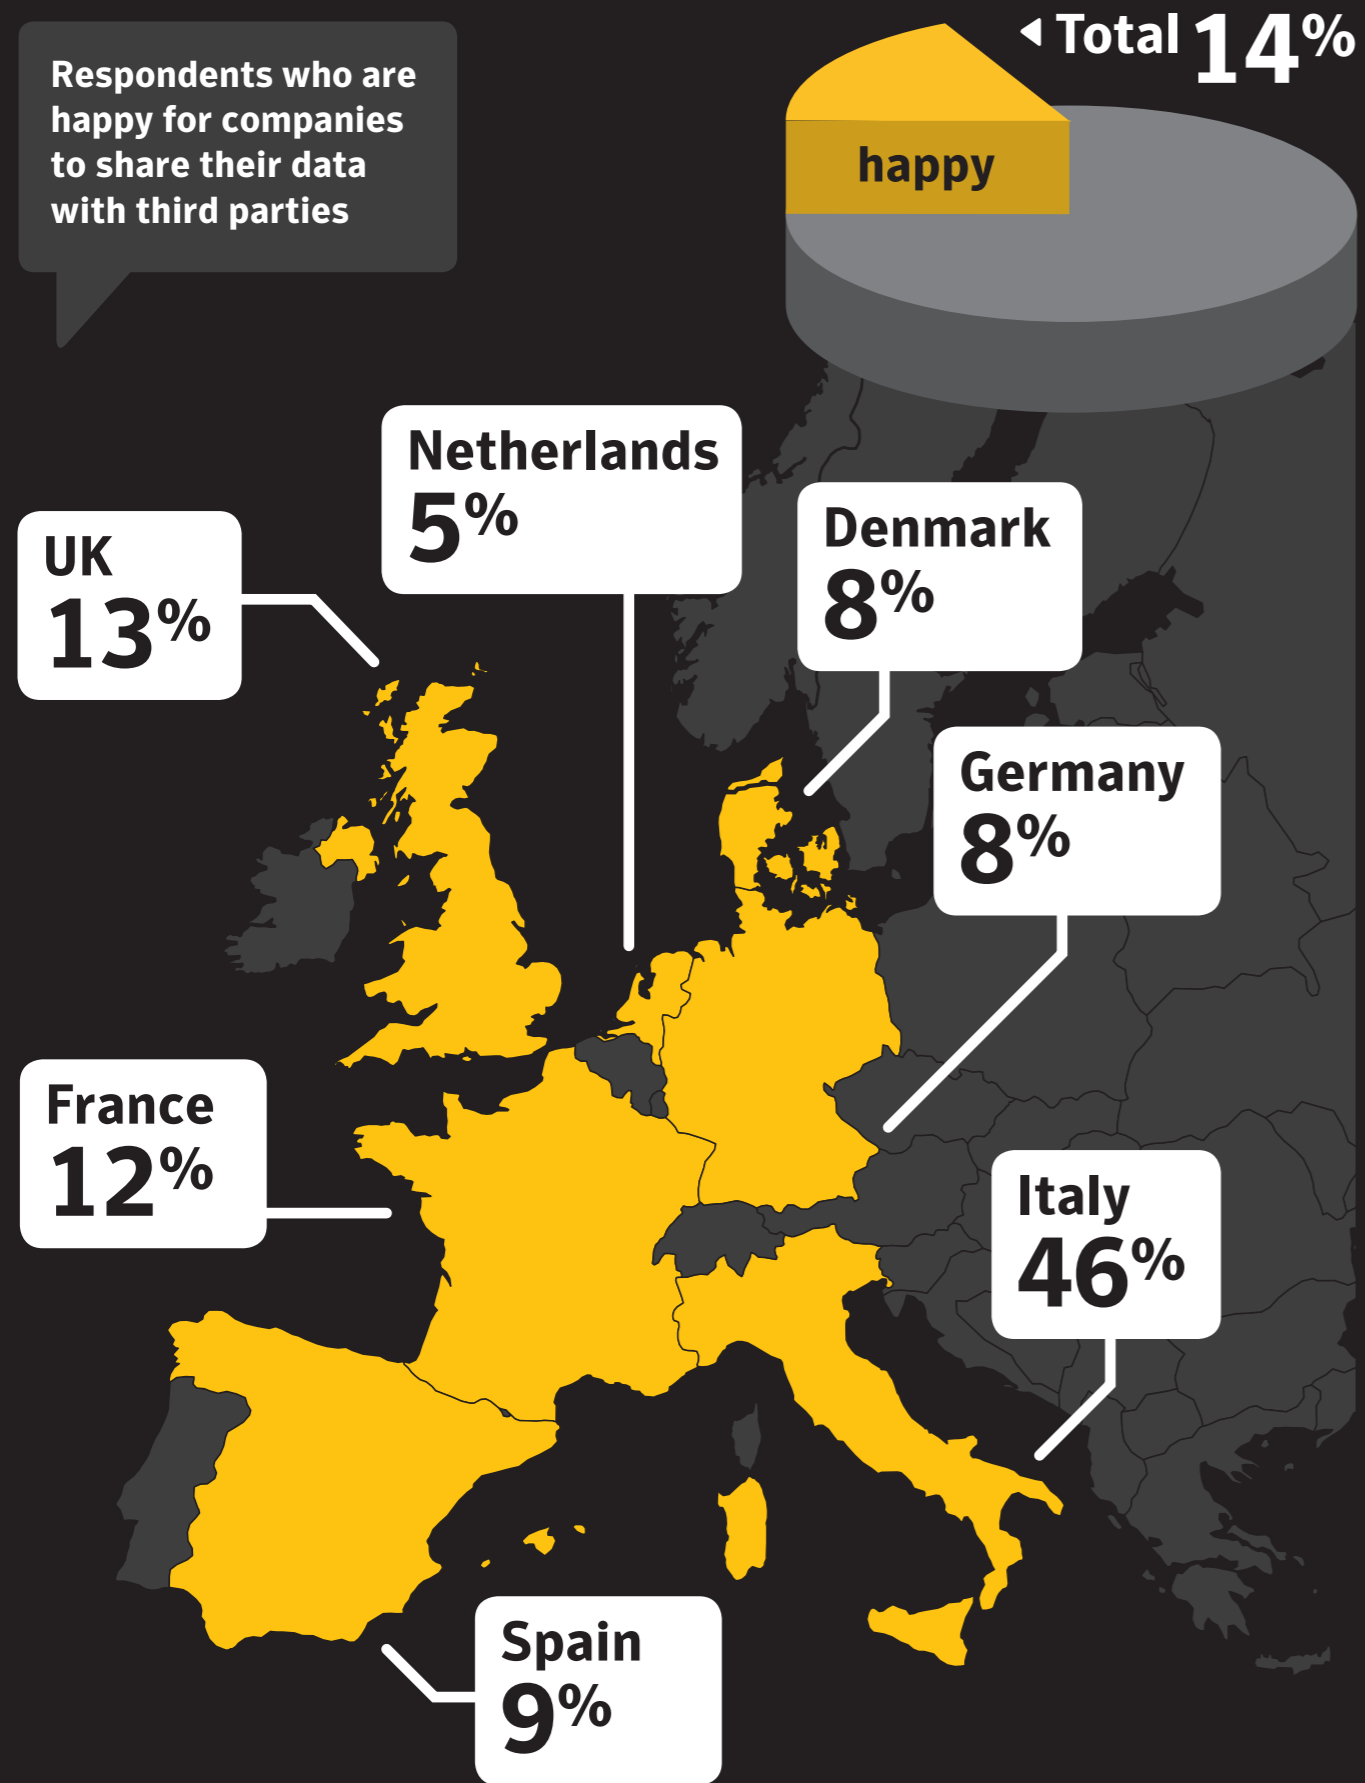 Respondents who are
happy for companies
to share their data
with third parties
Total 14%
happy
Netherlands
5%
Denmark
8%
UK
13%
Germany
8%
France
12%
Italy
46%
Spain
9%